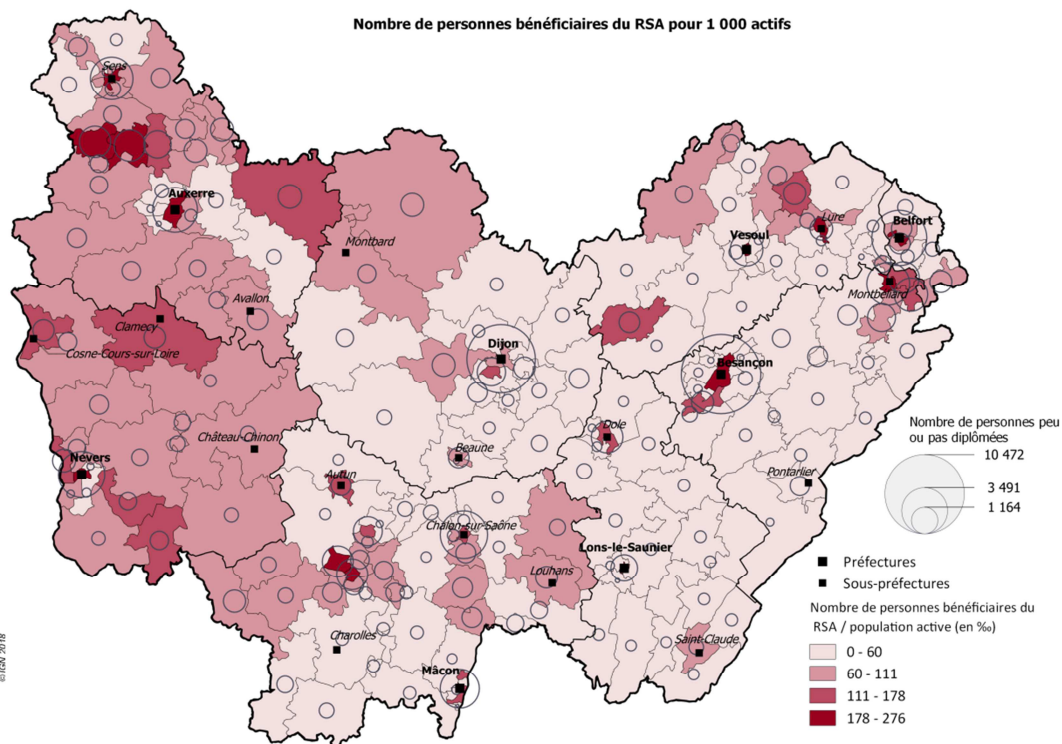 Nombre de personnes bénéficiaires du RSA pour 1 000 actifs
Sens
Auxerre
Montbard
Avallon
Clamecy
Cosne-Cours-sur-Loire
Château-Chinon
Nevers
Dijon
Beaune
Autun
Chalon-sur-Saône
Louhans
Charolles
Mâcon
Vesoul
Lure
Belfort
Montbéliard
Besançon
Dole
Pontarlier
Lons-le-Saunier
Saint-Claude
Nombre de personnes peu
ou pas diplômées
10 472
3 491
1 164
Préfectures
Sous-préfectures
Nombre de personnes bénéficiaires du
RSA / population active (en ‰)
0 - 60
60 - 111
111 - 178
178 - 276
©IGN 2018